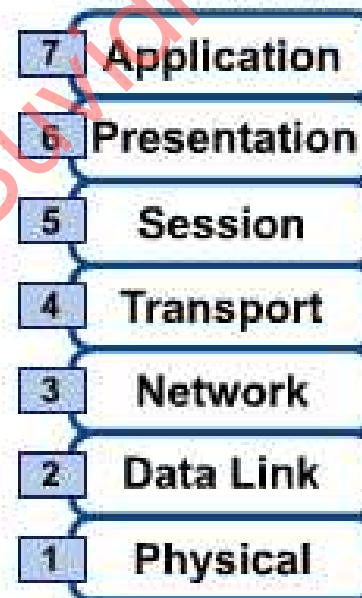 7 Application
6 Presentation
5 Session
4 Transport
3 Network
2 Data Link
1 Physical